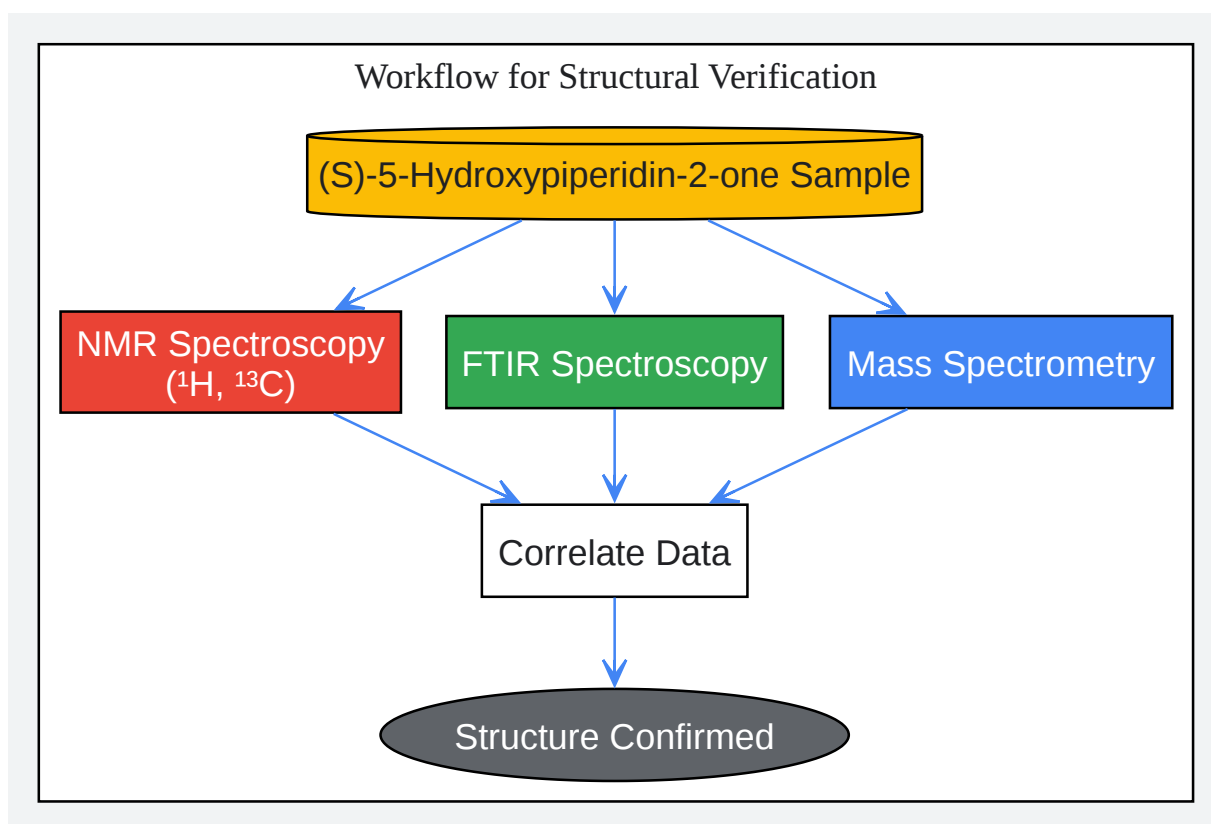 Workflow for Structural Verification
(S)-5-Hydroxypiperidin-2-one Sample
NMR Spectroscopy
(¹H, ¹³C)
FTIR Spectroscopy
Mass Spectrometry
Correlate Data
Structure Confirmed